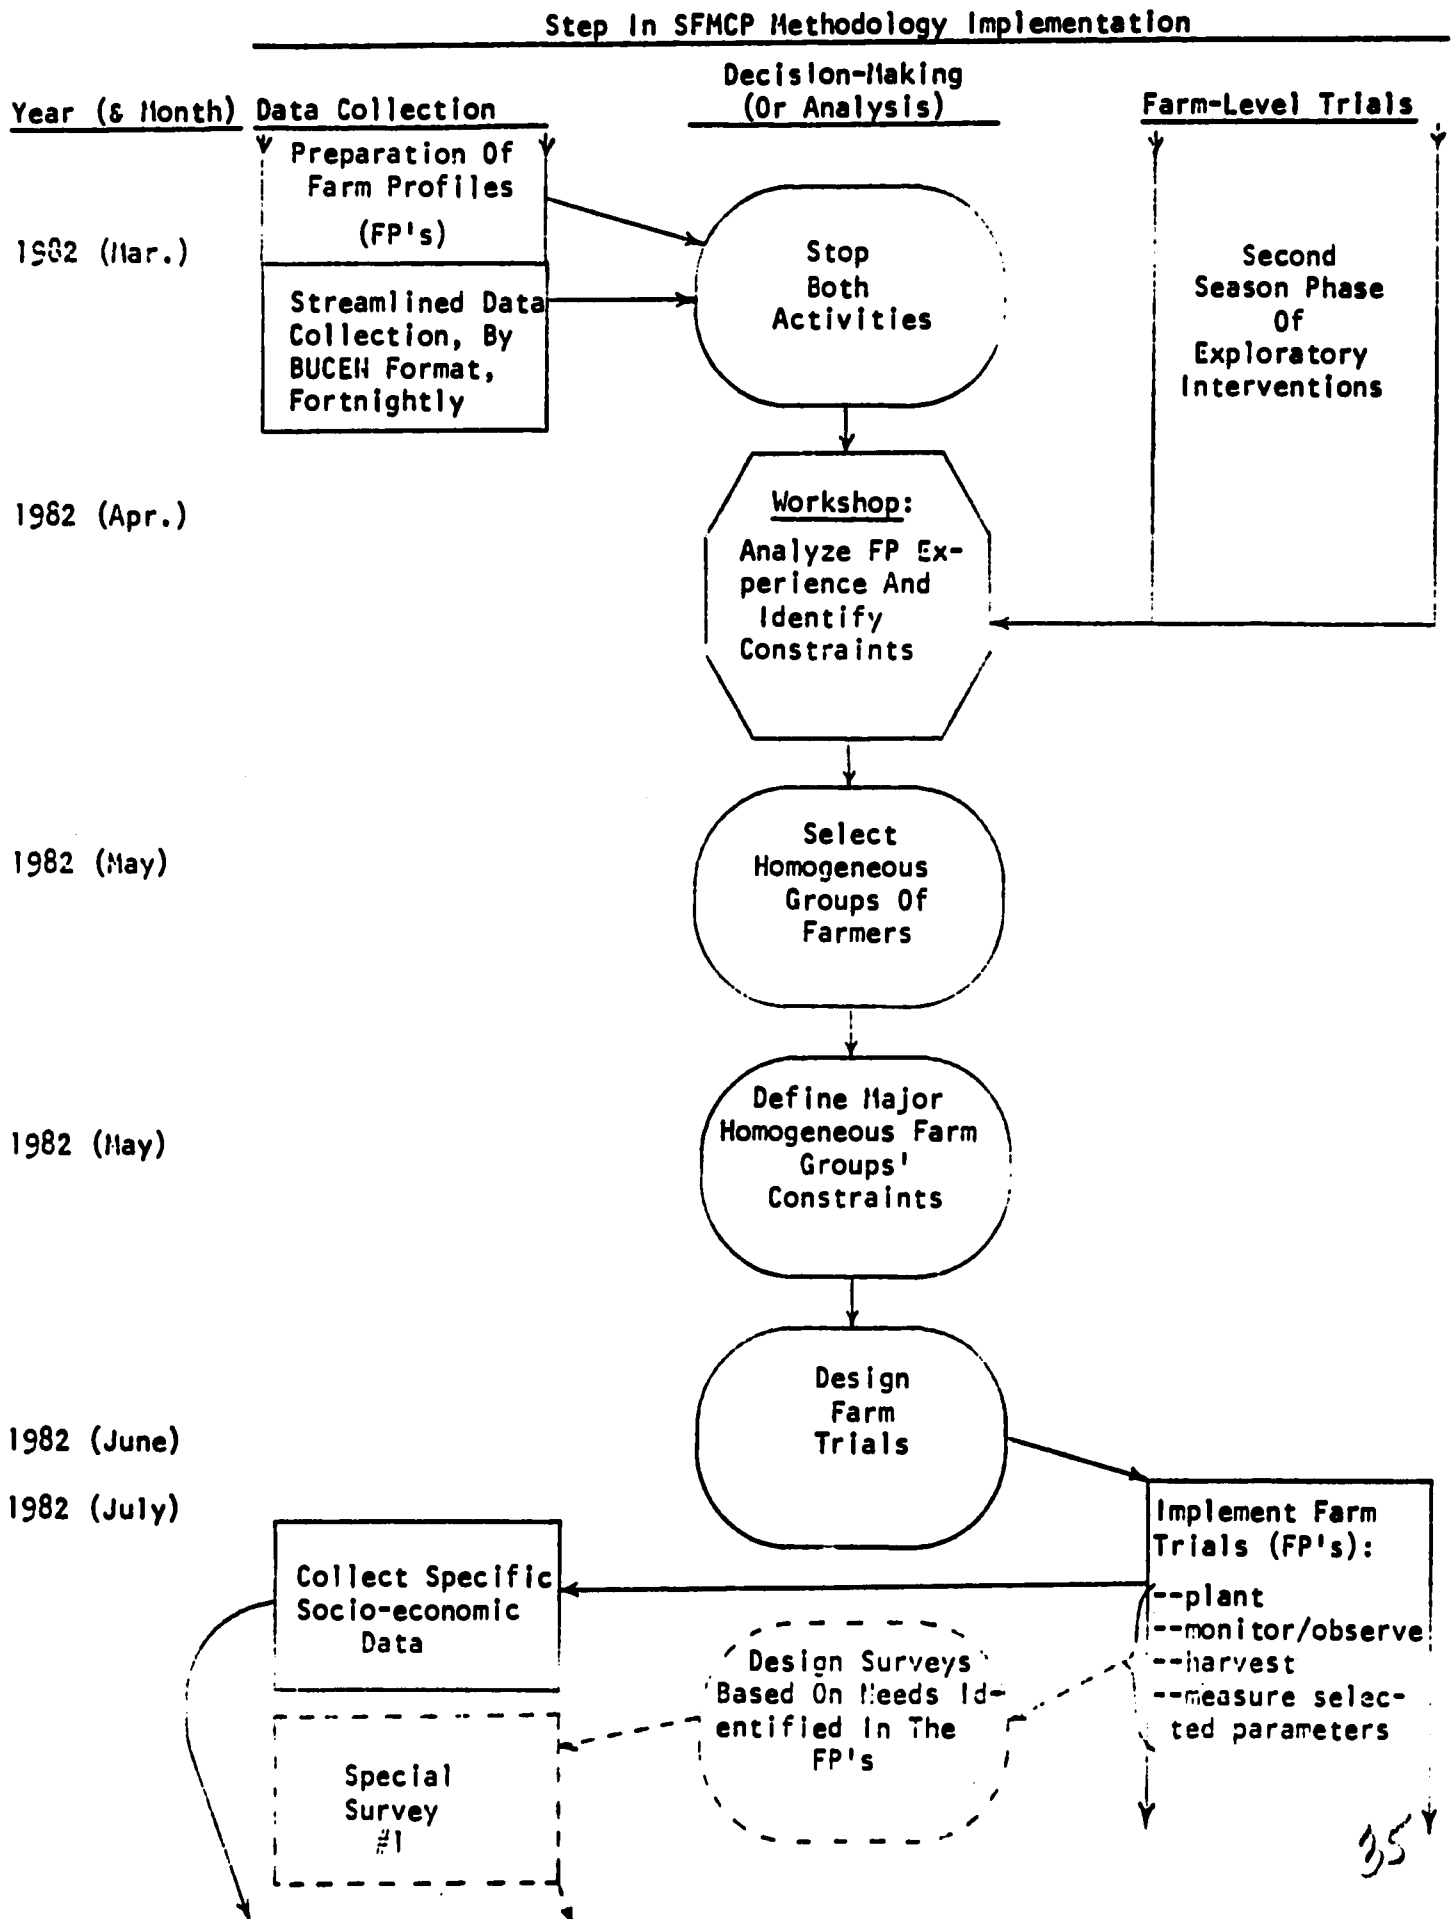 Step In SFMCP Methodology Implementation
Year (& Month)
Data Collection
Decision-Making
(Or Analysis)
Farm-Level Trials
Preparation Of
Farm Profiles
(FP's)
1982 (Mar.)
Streamlined Data
Collection, By
BUCEN Format,
Fortnightly
Stop
Both
Activities
Second
Season Phase
Of
Exploratory
Interventions
1982 (Apr.)
Workshop:
Analyze FP Ex-
perience And
Identify
Constraints
1982 (May)
Select
Homogeneous
Groups Of
Farmers
1982 (May)
Define Major
Homogeneous Farm
Groups'
Constraints
1982 (June)
Design
Farm
Trials
1982 (July)
Implement Farm
Trials (FP's):
--plant
--monitor/observe
--harvest
--measure selec-
ted parameters
Collect Specific
Socio-economic
Data
Design Surveys
Based On Needs Id-
entified In The
FP's
Special
Survey
#1
35